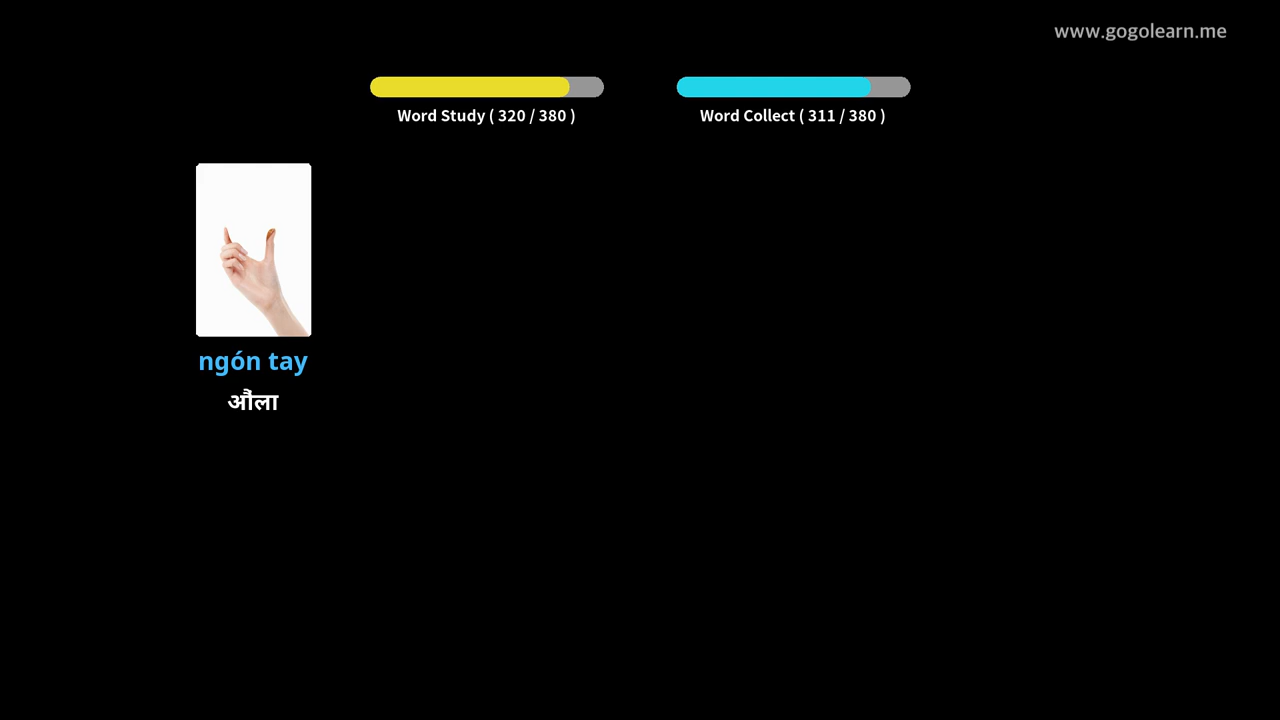 www.gogolearn.me
Word Study ( 320 / 380 )
Word Collect ( 311 / 380 )
ngón tay
औंला